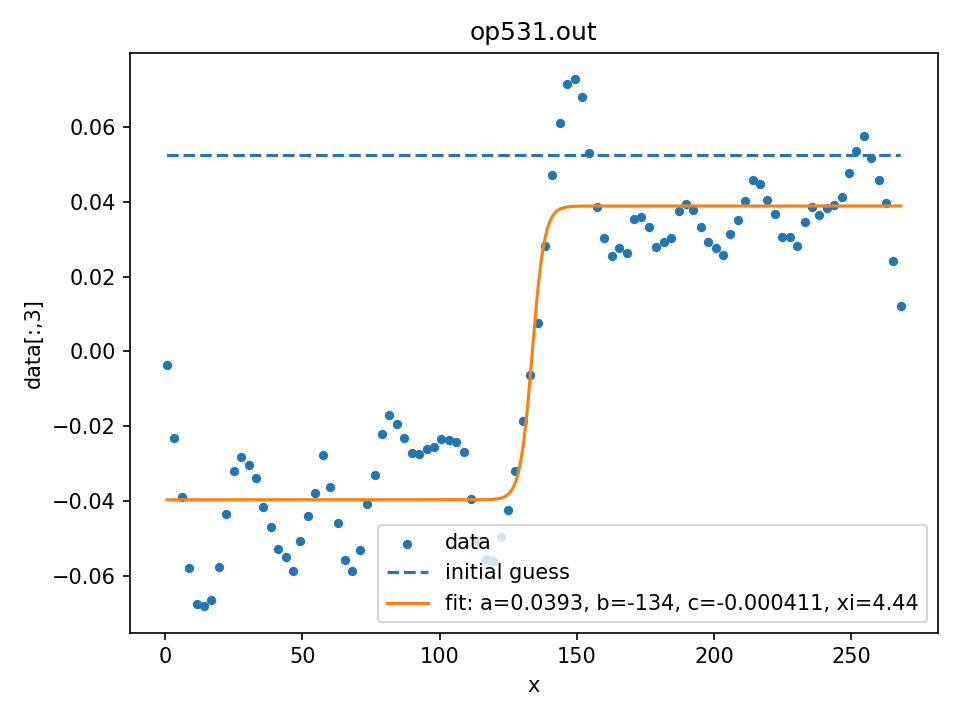 op531.out
data[:,3]
0.06
0.04
0.02
0.00
−0.02
−0.04
−0.06
data
initial guess
fit: a=0.0393, b=-134, c=-0.000411, xi=4.44
0 50 100 150 200 250
x